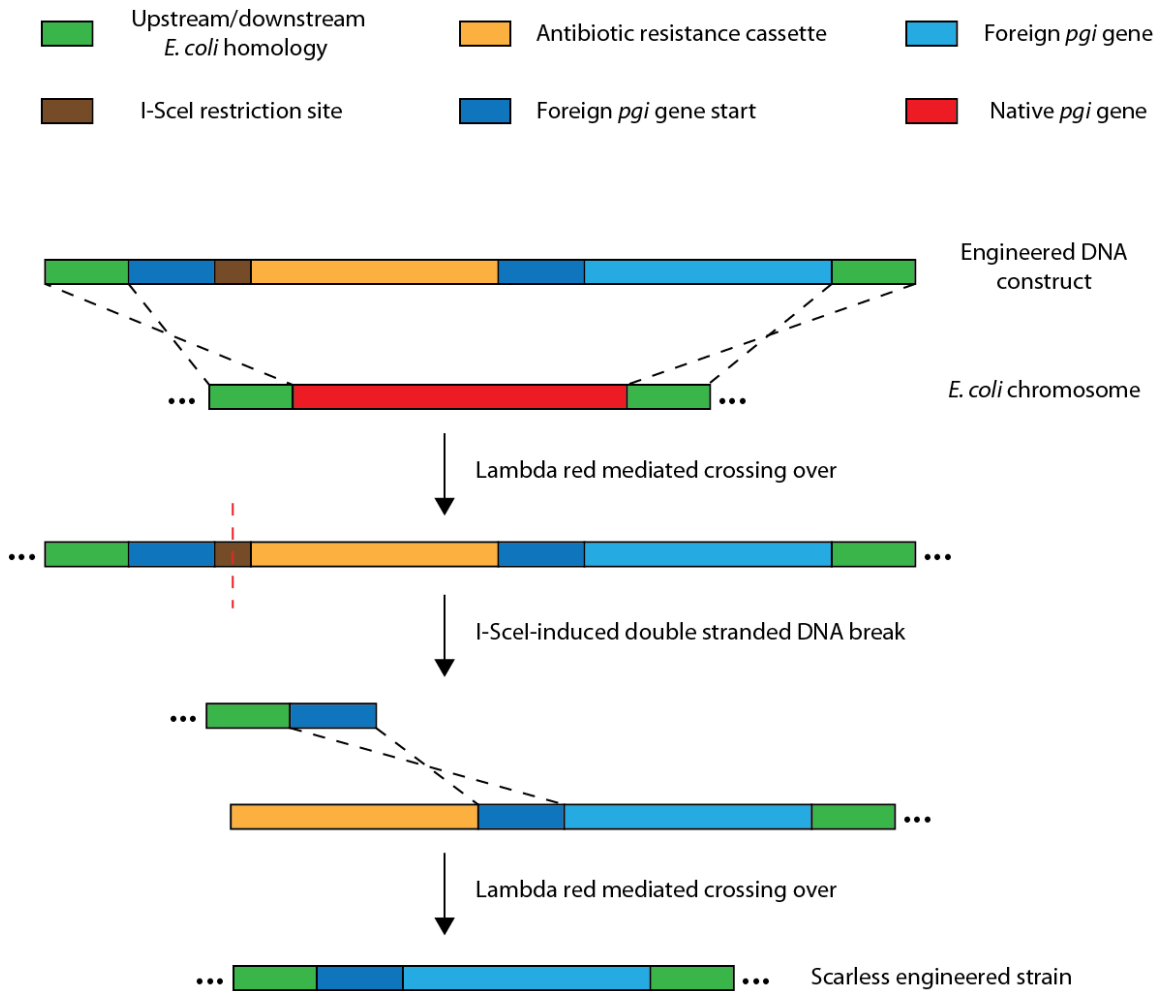 Upstream/downstream
E. coli homology
Antibiotic resistance cassette
Foreign pgi gene
I-SceI restriction site
Foreign pgi gene start
Native pgi gene
Engineered DNA
construct
... E. coli chromosome ...
Lambda red mediated crossing over
... ...
I-SceI-induced double stranded DNA break
...
...
Lambda red mediated crossing over
... ... Scarless engineered strain